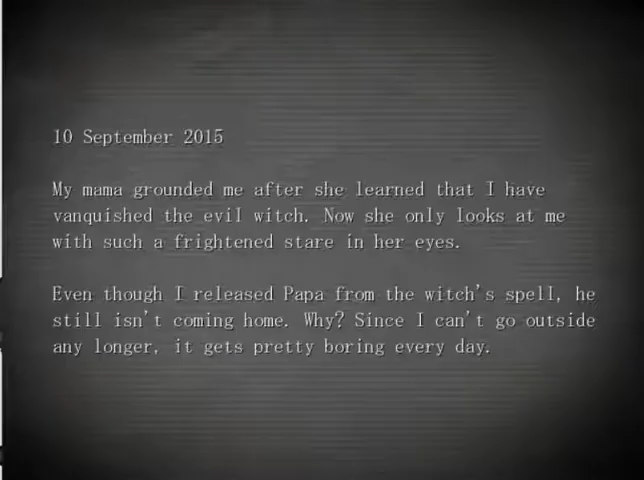 10 September 2015
My mama grounded me after she learned that I have
vanquished the evil witch. Now she only looks at me
with such a frightened stare in her eyes.
Even though I released Papa from the witch's spell, he
still isn't coming home. Why? Since I can't go outside
any longer, it gets pretty boring every day.